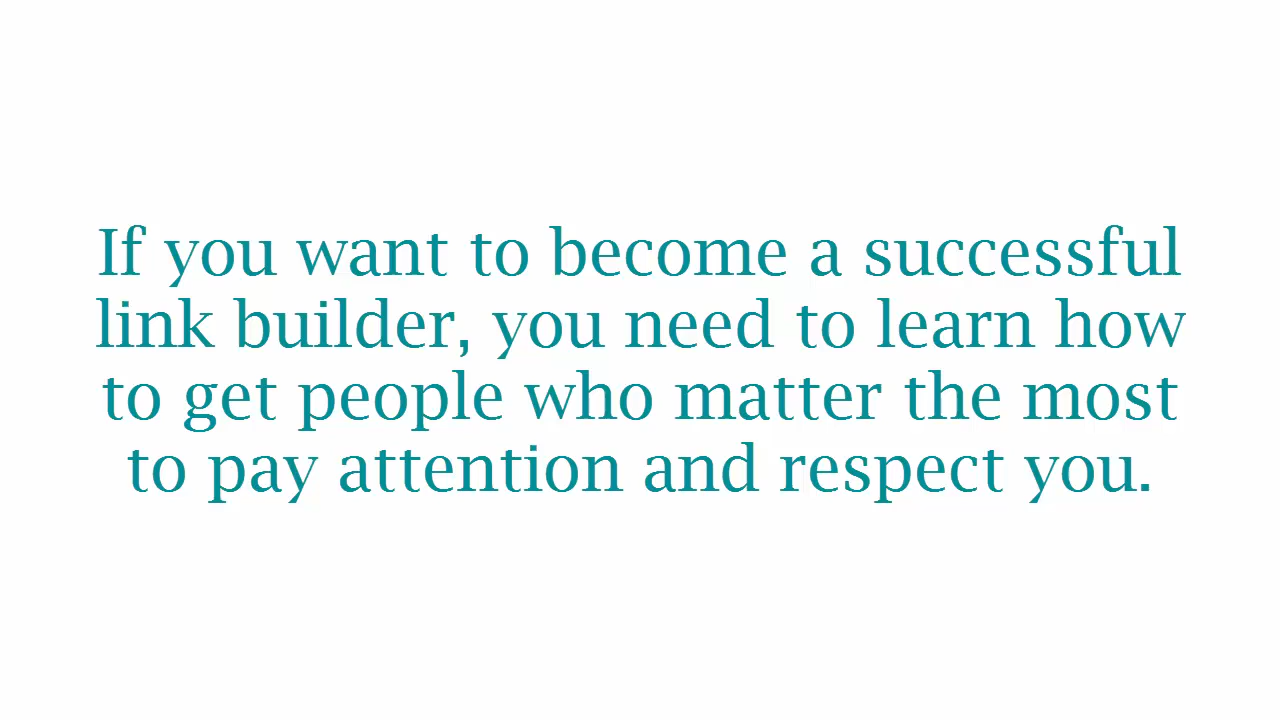 If you want to become a successful
link builder, you need to learn how
to get people who matter the most
to pay attention and respect you.